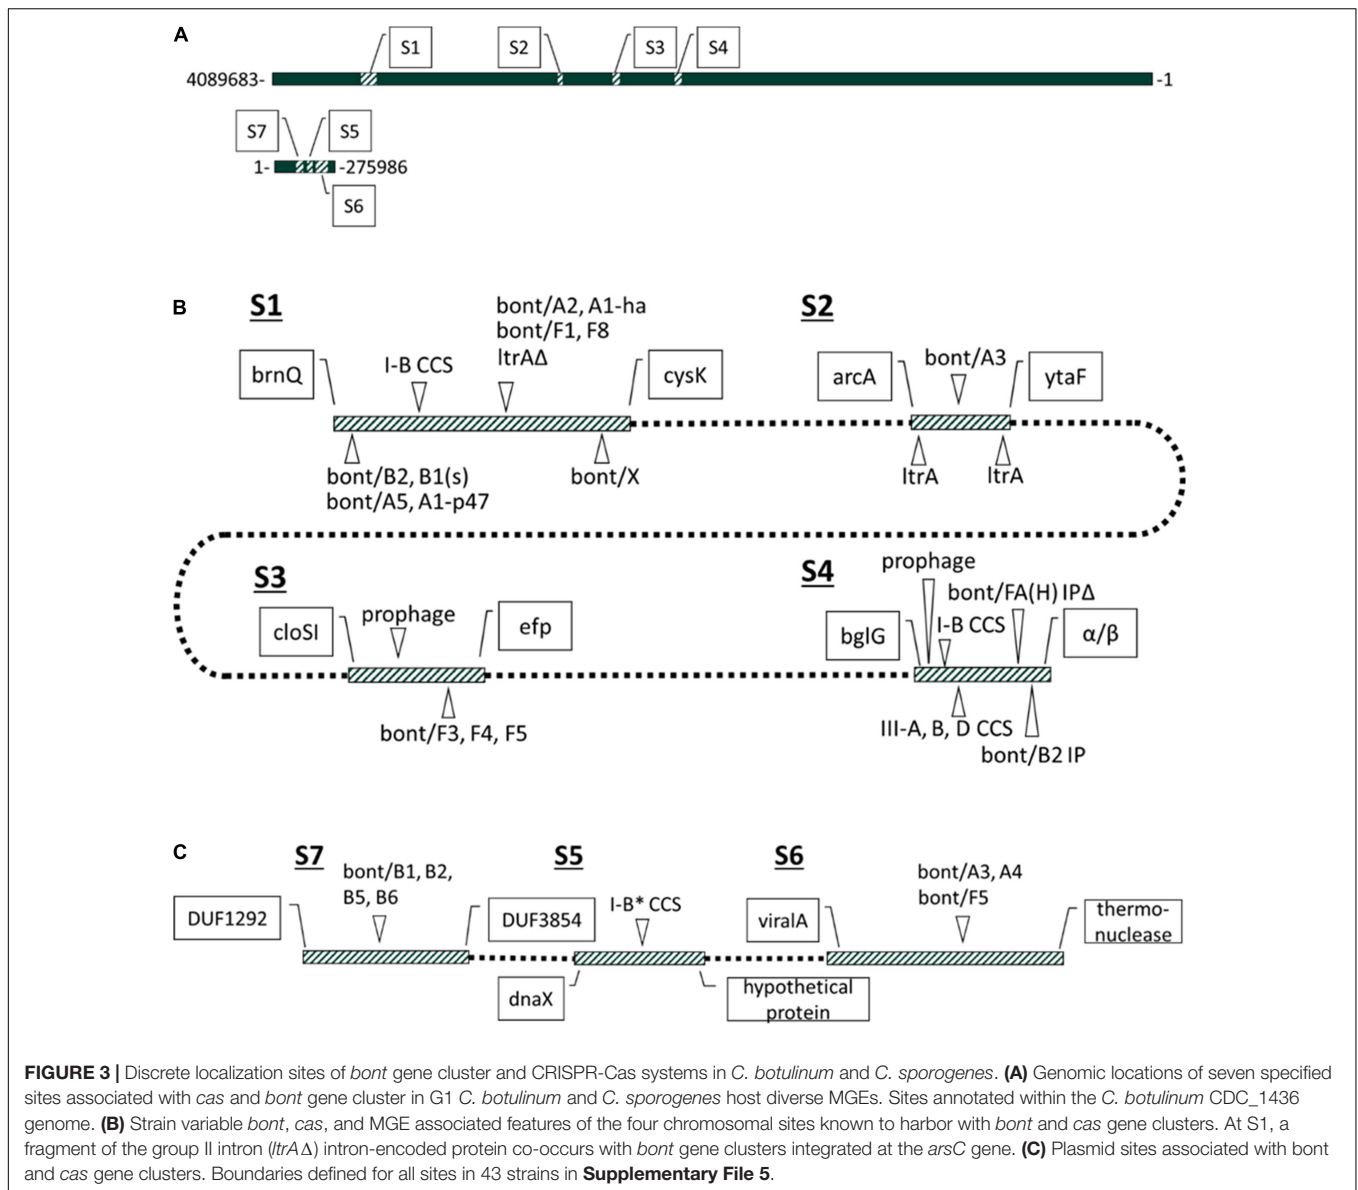 A
S1
S2
S3
S4
4089683-
-1
S7
S5
1-
-275986
S6
B
S1
bont/A2, A1-ha
bont/F1, F8
ltrAΔ
S2
brnQ
I-B CCS
cysK
arcA
bont/A3
ytaF
bont/B2, B1(s)
bont/A5, A1-p47
bont/X
ltrA
ltrA
S3
S4
prophage
bont/FA(H) IPΔ
cloSI
prophage
efp
bglG
I-B CCS
α/β
bont/F3, F4, F5
III-A, B, D CCS
bont/B2 IP
C
S7
S5
S6
bont/B1, B2,
B5, B6
bont/A3, A4
bont/F5
DUF1292
DUF3854
I-B* CCS
viralA
thermo-
nuclease
dnaX
hypothetical
protein
FIGURE 3 | Discrete localization sites of bont gene cluster and CRISPR-Cas systems in C. botulinum and C. sporogenes. (A) Genomic locations of seven specified
sites associated with cas and bont gene cluster in G1 C. botulinum and C. sporogenes host diverse MGEs. Sites annotated within the C. botulinum CDC_1436
genome. (B) Strain variable bont, cas, and MGE associated features of the four chromosomal sites known to harbor with bont and cas gene clusters. At S1, a
fragment of the group II intron (ltrAΔ) intron-encoded protein co-occurs with bont gene clusters integrated at the arsC gene. (C) Plasmid sites associated with bont
and cas gene clusters. Boundaries defined for all sites in 43 strains in Supplementary File 5.